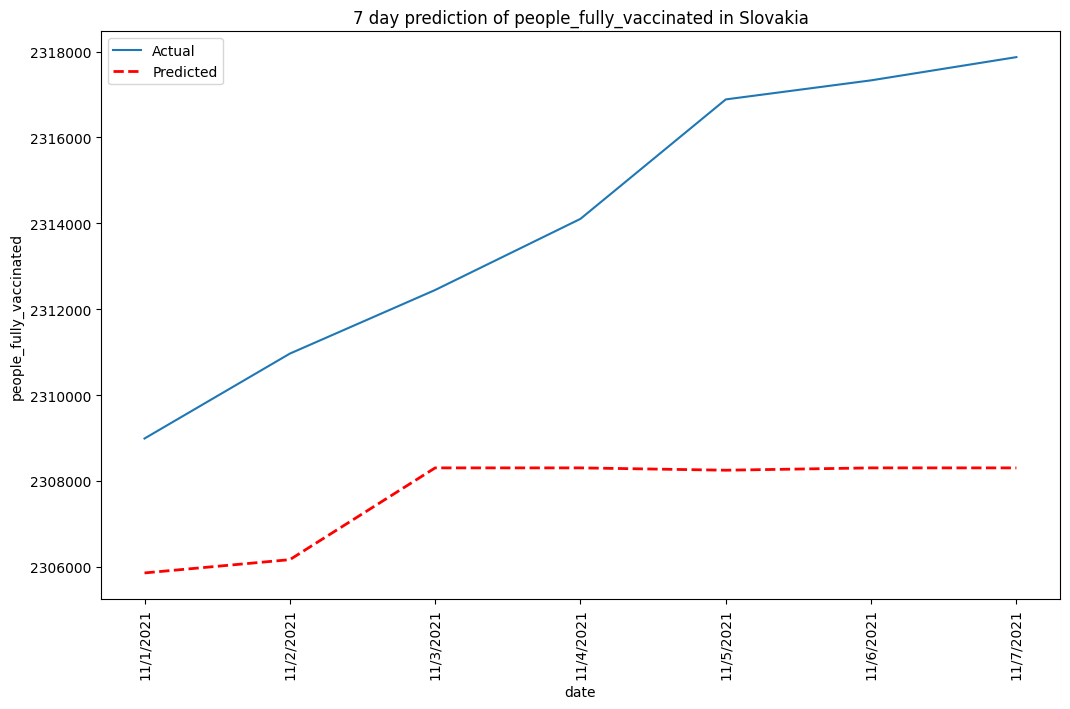 7 day prediction of people_fully_vaccinated in Slovakia
Actual
Predicted
people_fully_vaccinated
2318000
2316000
2314000
2312000
2310000
2308000
2306000
11/1/2021
11/2/2021
11/3/2021
11/4/2021
11/5/2021
11/6/2021
11/7/2021
date